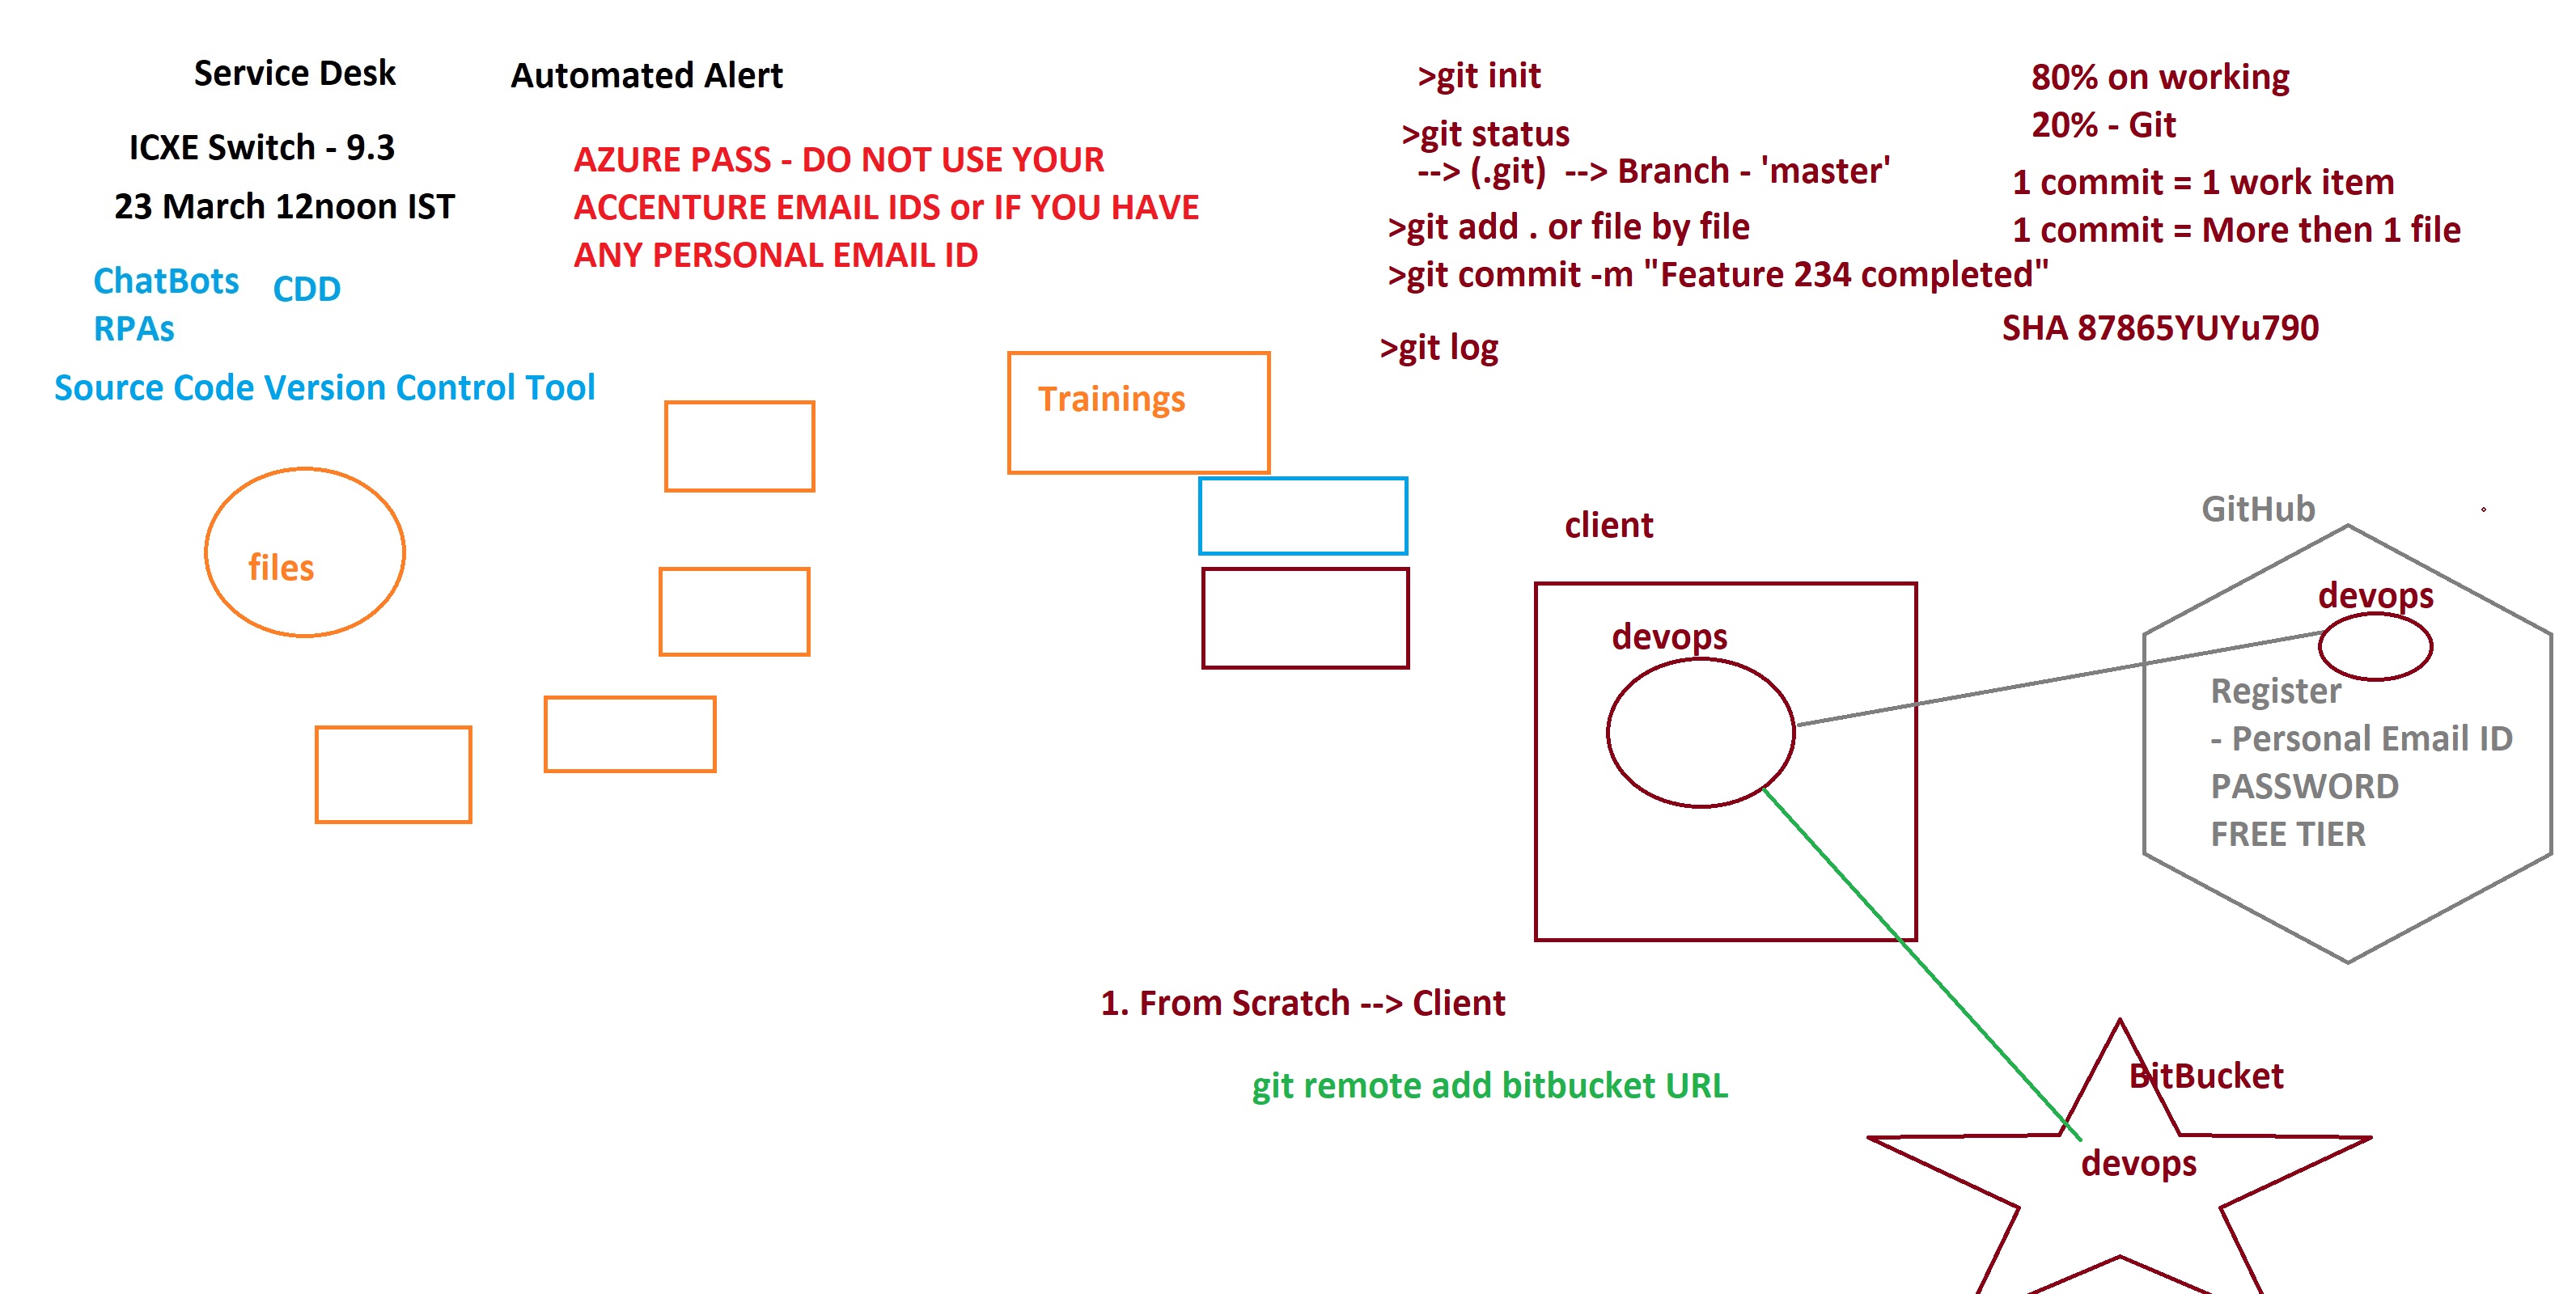 Service Desk
Automated Alert
ICXE Switch - 9.3
23 March 12noon IST
AZURE PASS - DO NOT USE YOUR
ACCENTURE EMAIL IDS or IF YOU HAVE
ANY PERSONAL EMAIL ID
ChatBots
CDD
RPAs
Source Code Version Control Tool
files
Trainings
>git init
>git status
--> (.git)  --> Branch - 'master'
>git add . or file by file
>git commit -m "Feature 234 completed"
>git log
80% on working
20% - Git
1 commit = 1 work item
1 commit = More then 1 file
SHA 87865YUYu790
client
devops
GitHub
devops
Register
- Personal Email ID
PASSWORD
FREE TIER
1. From Scratch --> Client
git remote add bitbucket URL
BitBucket
devops